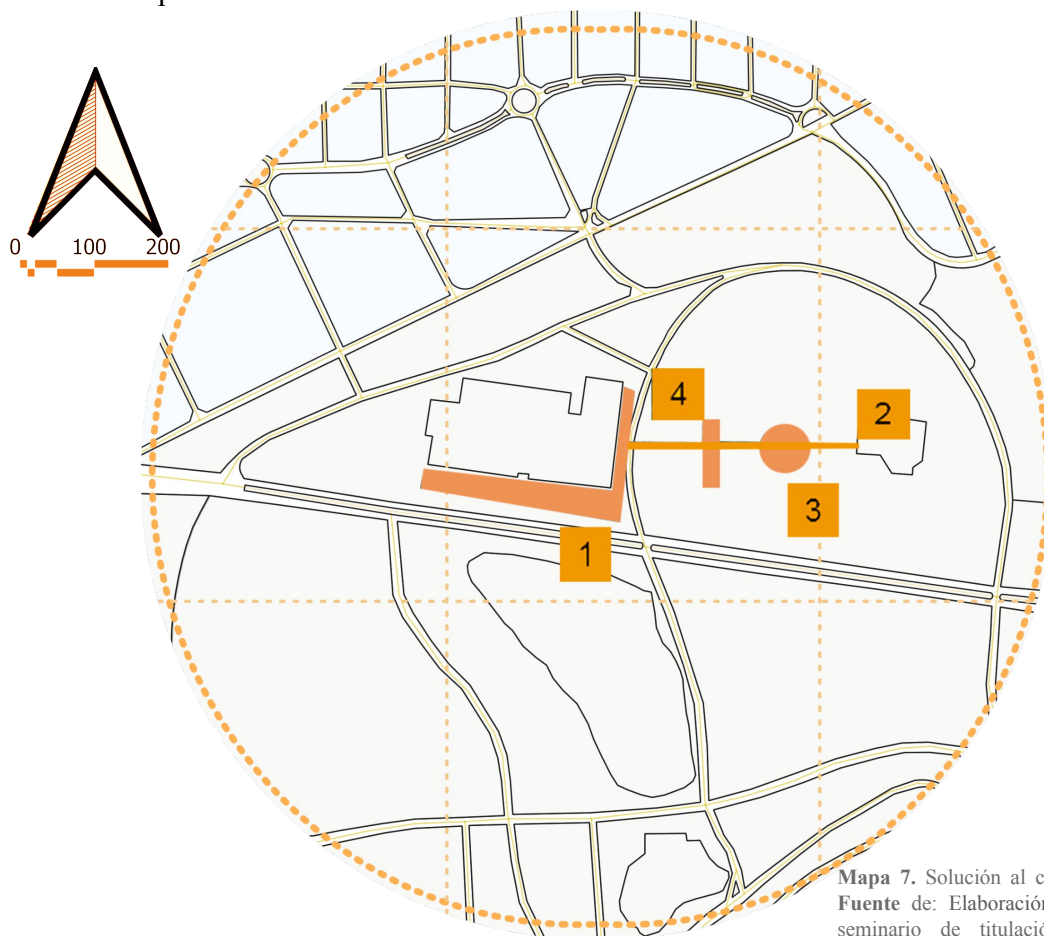 0 100 200
4
2
3
1
Mapa 7. Solución al c
Fuente de: Elaboración
seminario de titulació